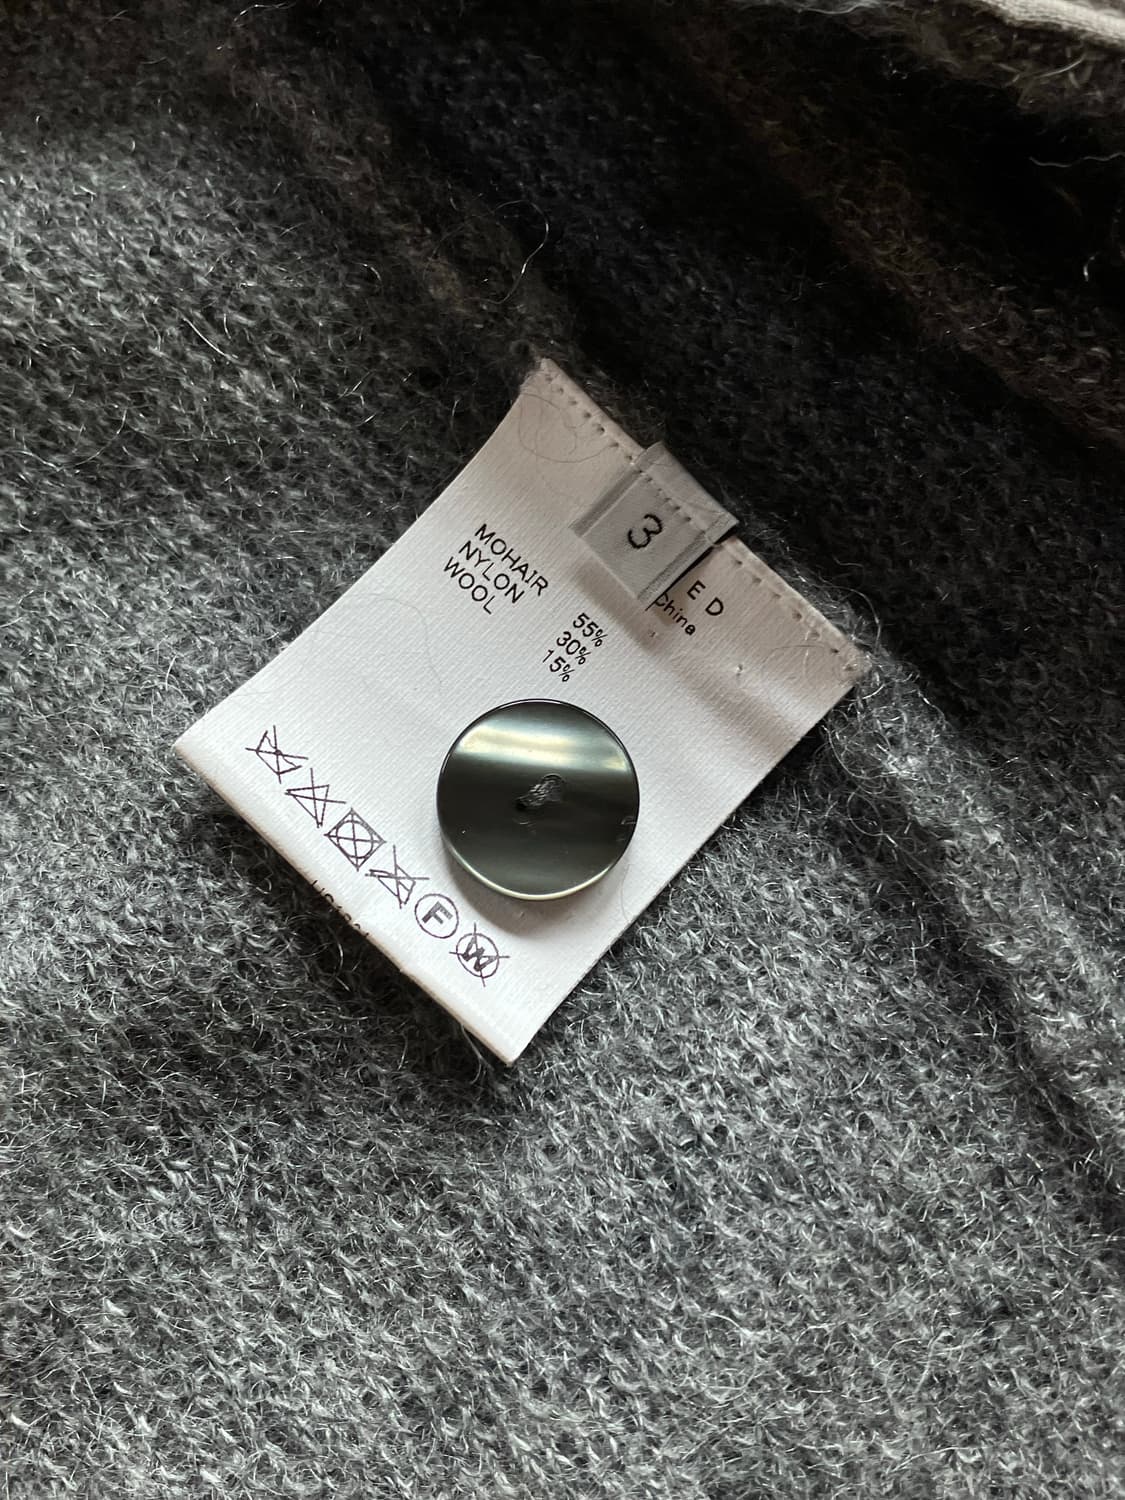 3
E D
China
MOHAIR 55%
NYLON 30%
WOOL 15%
F
W